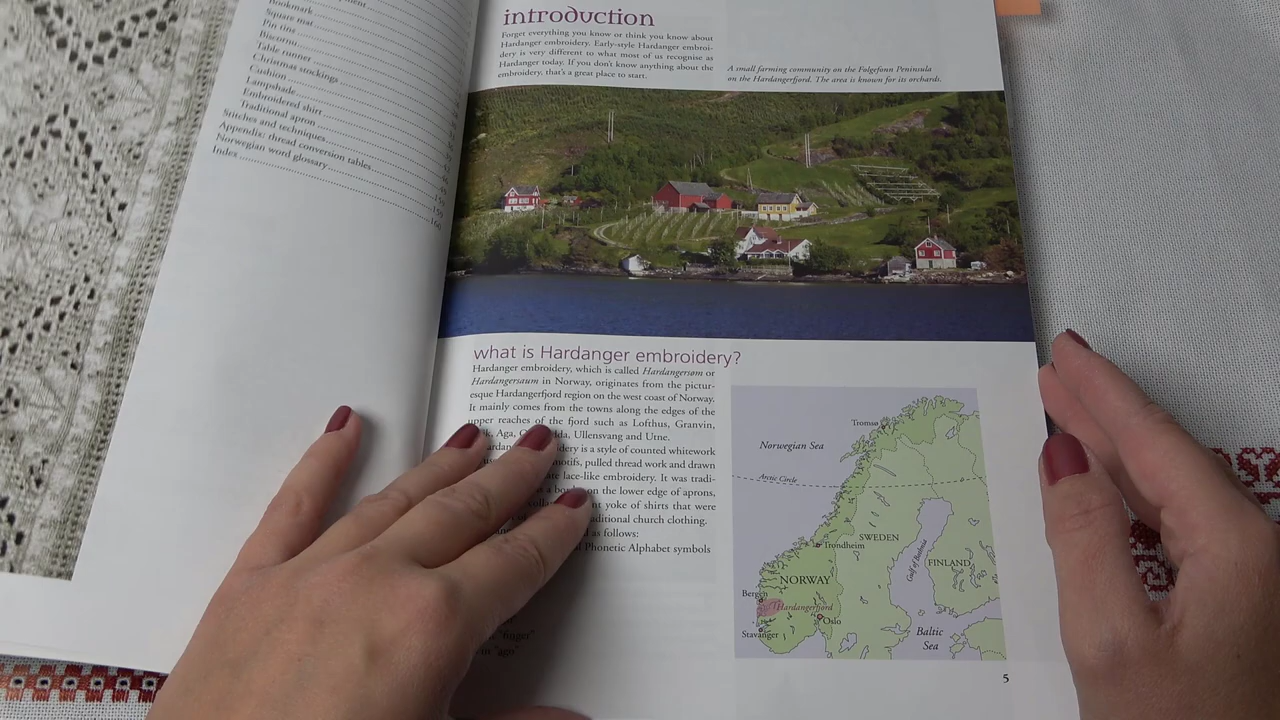 Bookmark
Square mat
Pin tine
Biscornu
Table runner
Christmas stockings
Cushion
Lampshade
Embroidered shirt
Traditional apron
Stitches and techniques
Appendix: thread conversion tables
Norwegian word glossary
Index
160
introduction
Forget everything you know or think you know about
Hardanger embroidery. Early-style Hardanger embroi-
dery is very different to what most of us recognise as
Hardanger today. If you don't know anything about the
embroidery, that's a great place to start.
A small farming community on the Folgefonn Peninsula
on the Hardangerfjord. The area is known for its orchards.
what is Hardanger embroidery?
Hardanger embroidery, which is called Hardangersøm or
Hardangersaum in Norway, originates from the pictur-
esque Hardangerfjord region on the west coast of Norway.
It mainly comes from the towns along the edges of the
upper reaches of the fjord such as Lofthus, Granvin,
Aga, Ullensvang and Utne.
is a style of counted whitework
motifs, pulled thread work and drawn
lace-like embroidery. It was tradi-
on the lower edge of aprons,
yoke of shirts that were
traditional church clothing.
as follows:
Phonetic Alphabet symbols
"finger"
in "ago"
Tromsø
Norwegian Sea
Arctic Circle
Trondheim
SWEDEN
Gulf of Bothnia
FINLAND
NORWAY
Bergen
Hardangerfjord
Oslo
Stavanger
Baltic
Sea
5